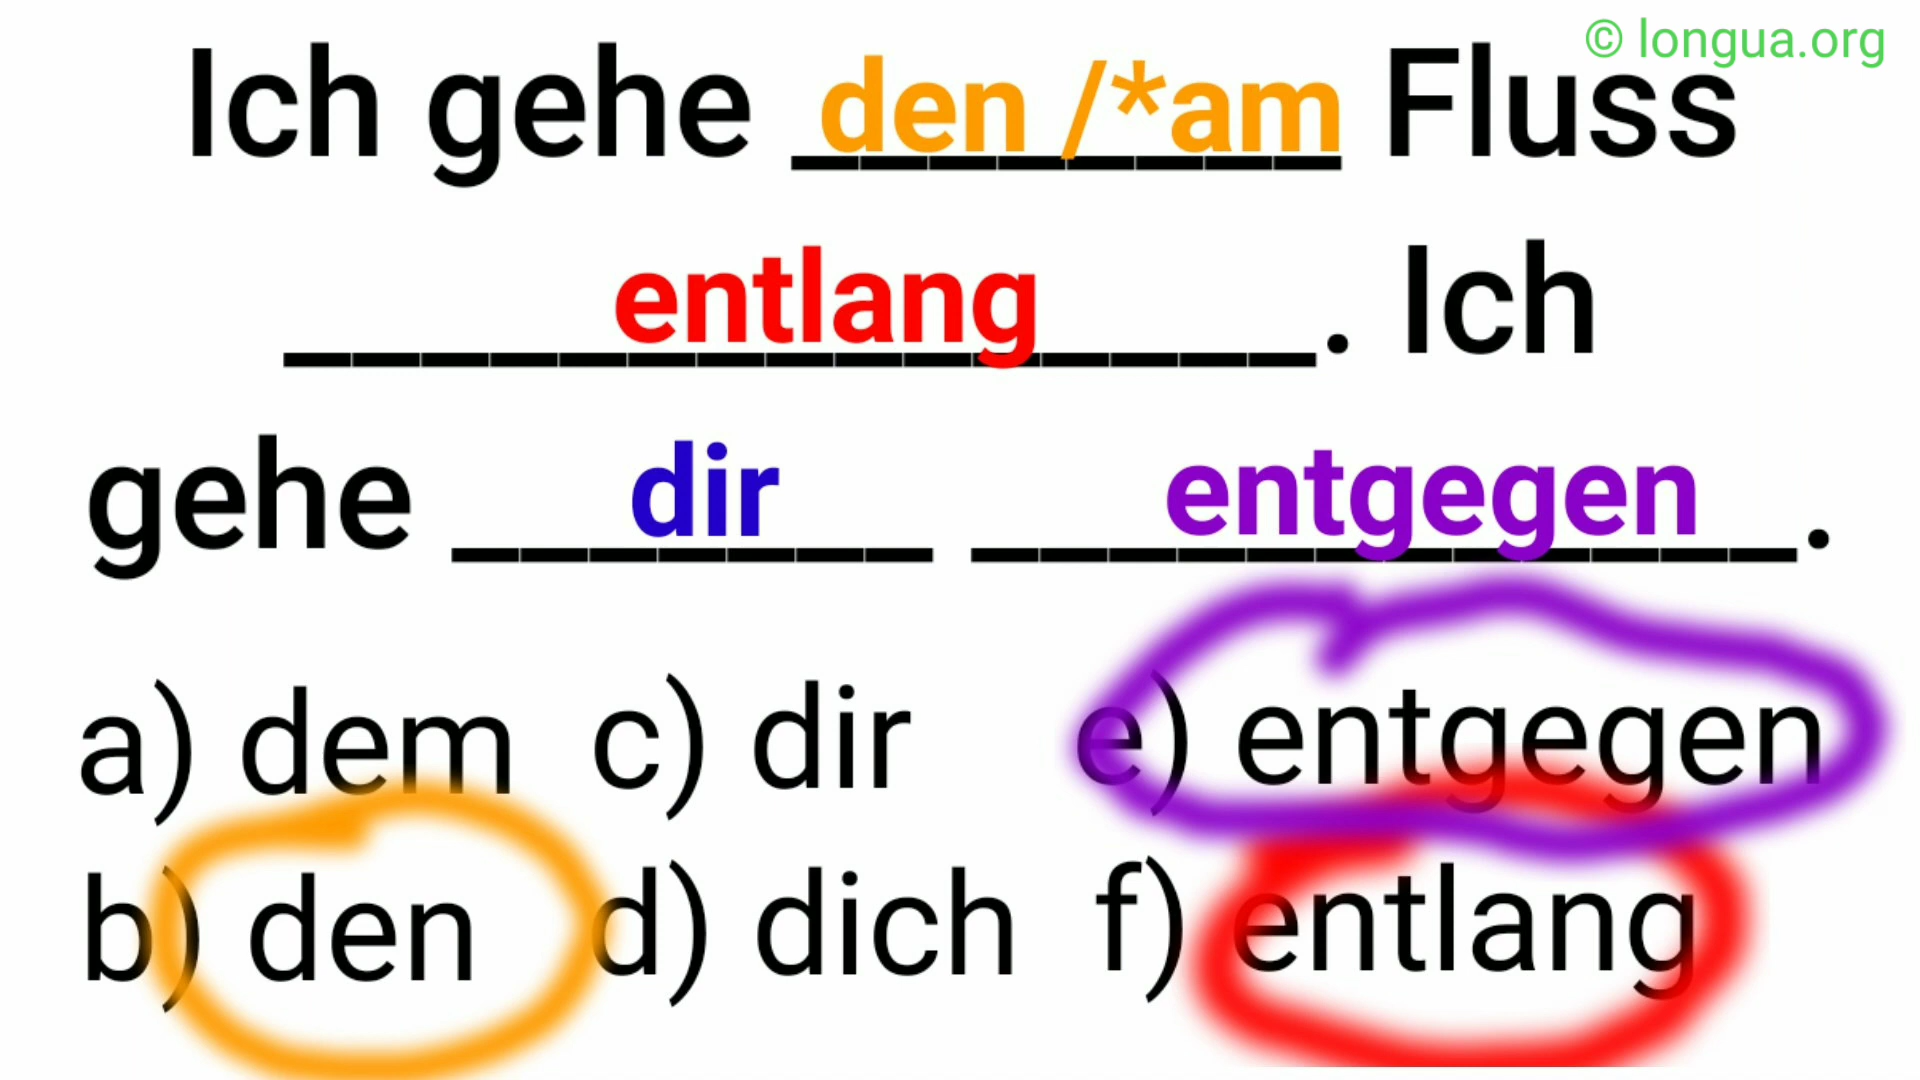 © longua.org
Ich gehe den /*am Fluss
entlang. Ich
gehe dir entgegen.
a) dem c) dir e) entgegen
b) den d) dich f) entlang